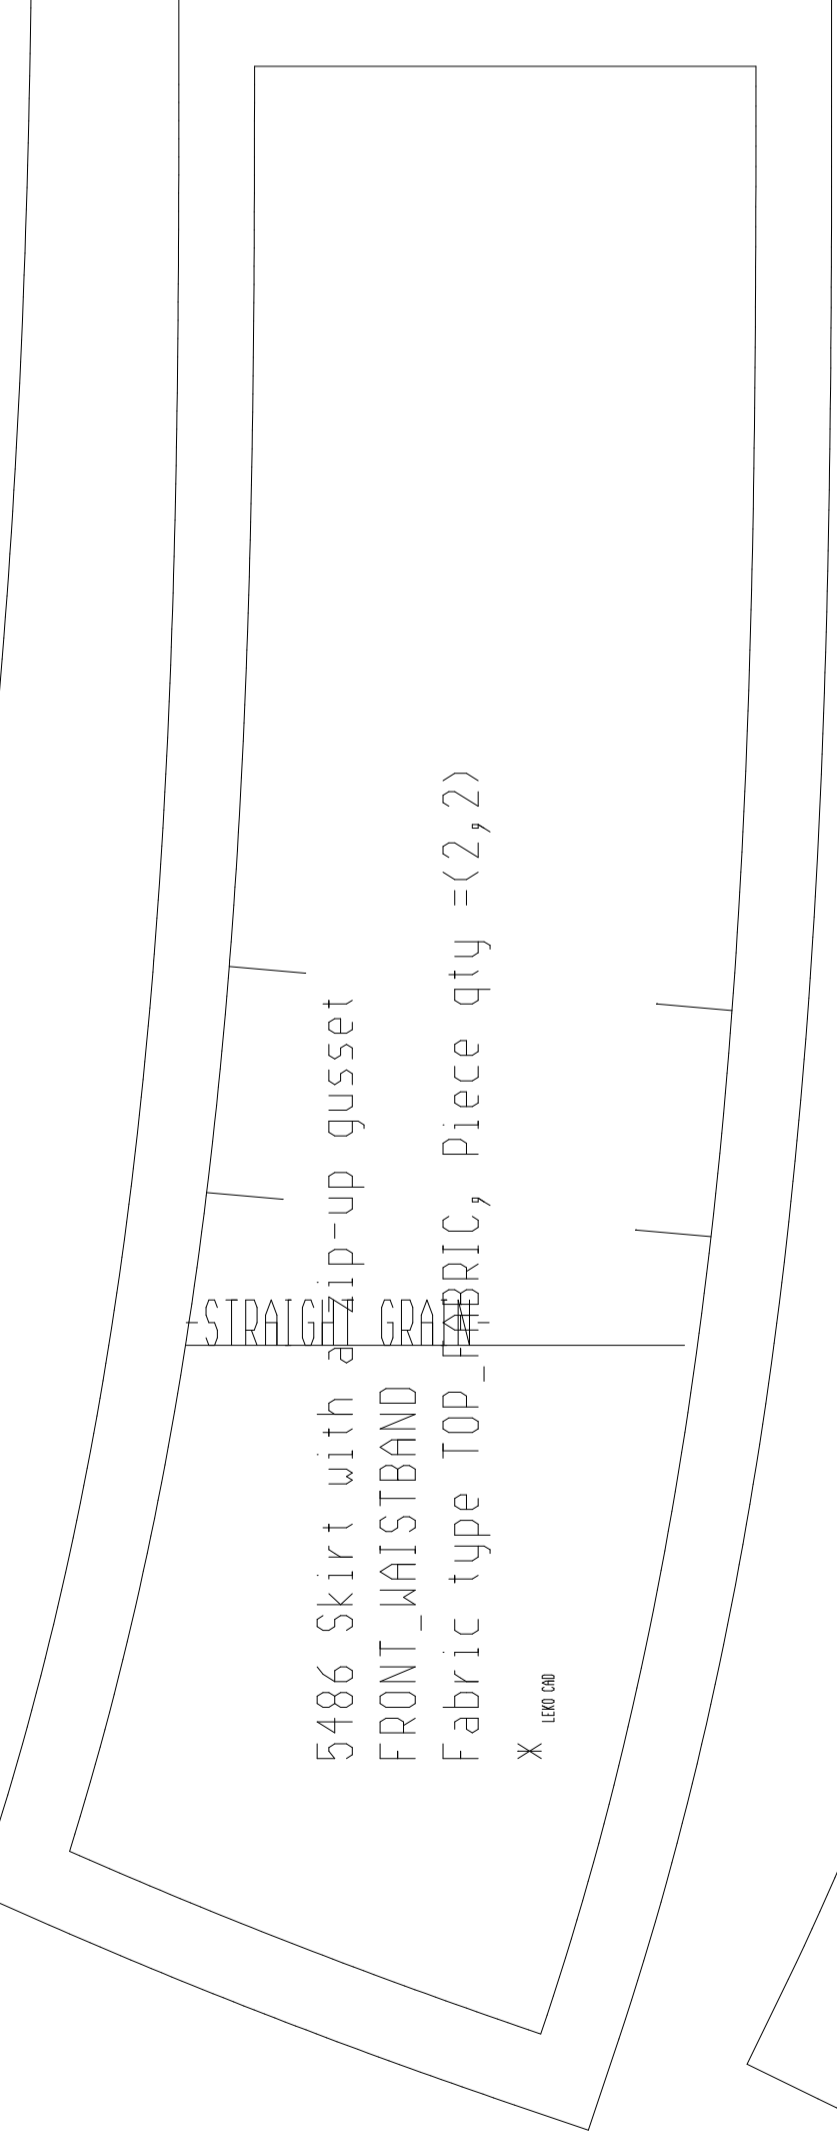 5486 Skirt with a zip-up gusset
FRONT_WAISTBAND
Fabric type TOP_FABRIC, Piece qty =(2,2)
LEKO CAD
-STRAIGHT GRAIN-